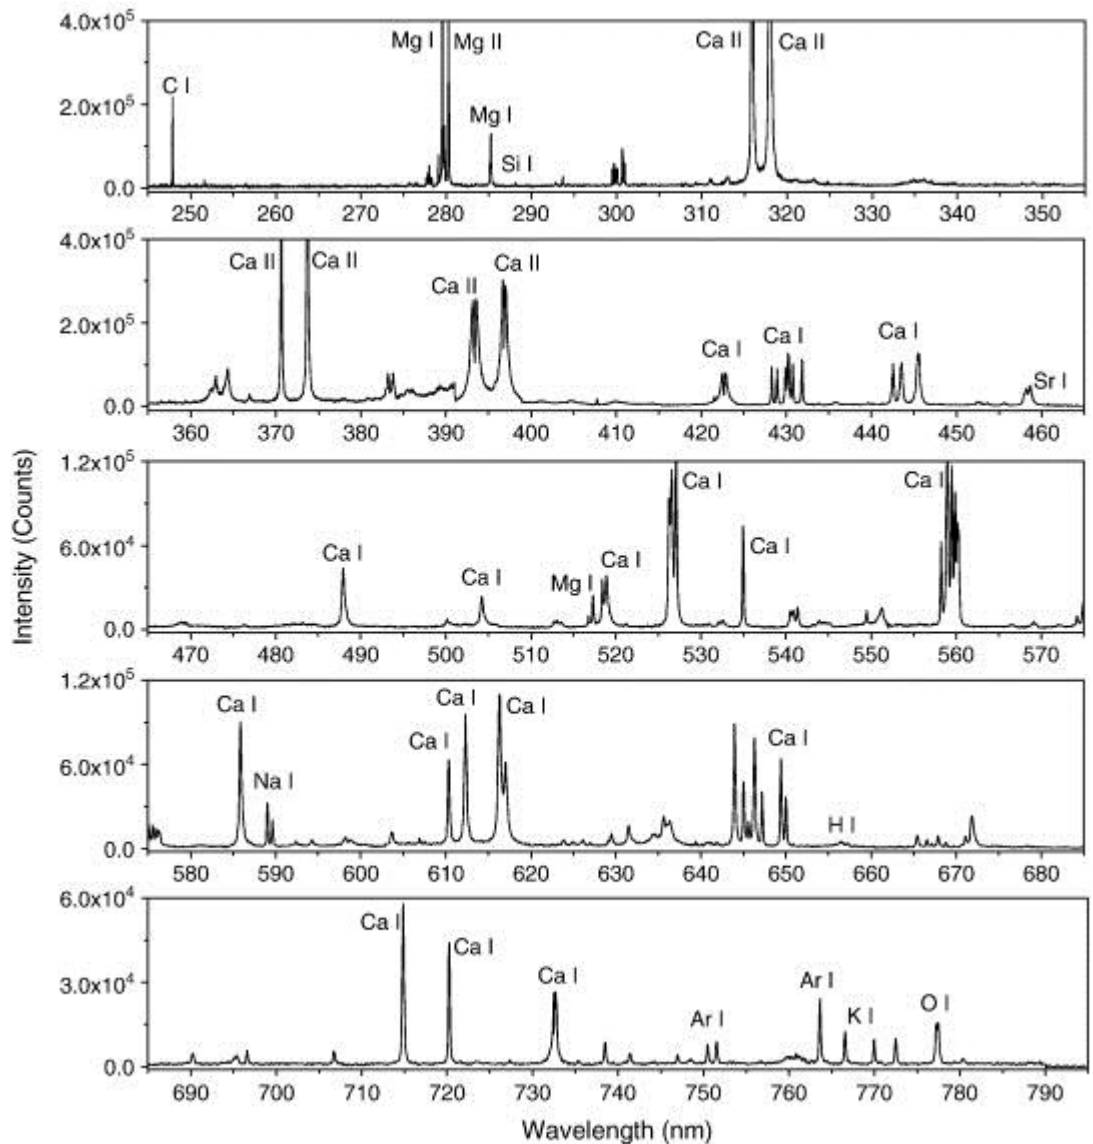 Intensity (Counts)
4.0x10⁵
2.0x10⁵
0.0
C I
Mg I
Mg II
Mg I
Si I
Ca II
Ca II
250 260 270 280 290 300 310 320 330 340 350
4.0x10⁵
2.0x10⁵
0.0
Ca II
Ca II
Ca II
Ca II
Ca I
Ca I
Ca I
Sr I
360 370 380 390 400 410 420 430 440 450 460
1.2x10⁵
6.0x10⁴
0.0
Ca I
Ca I
Mg I
Ca I
Ca I
Ca I
Ca I
470 480 490 500 510 520 530 540 550 560 570
1.2x10⁵
6.0x10⁴
0.0
Ca I
Na I
Ca I
Ca I
Ca I
Ca I
H I
580 590 600 610 620 630 640 650 660 670 680
6.0x10⁴
3.0x10⁴
0.0
Ca I
Ca I
Ca I
Ar I
Ar I
K I
O I
690 700 710 720 730 740 750 760 770 780 790
Wavelength (nm)